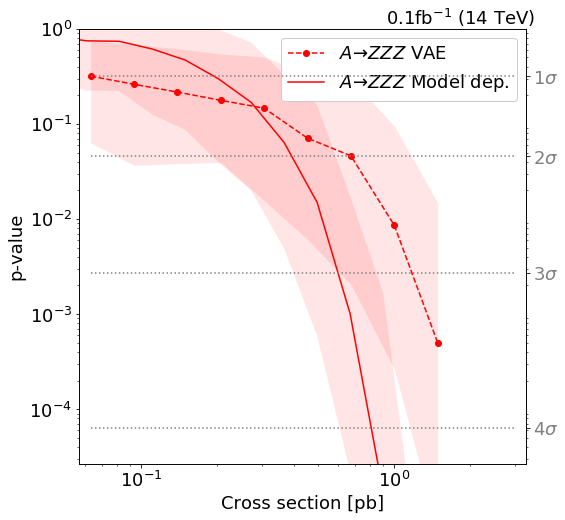 0.1fb⁻¹ (14 TeV)
A→ZZZ VAE
A→ZZZ Model dep.
p-value
10⁰
10⁻¹
10⁻²
10⁻³
10⁻⁴
1σ
2σ
3σ
4σ
10⁻¹
10⁰
Cross section [pb]